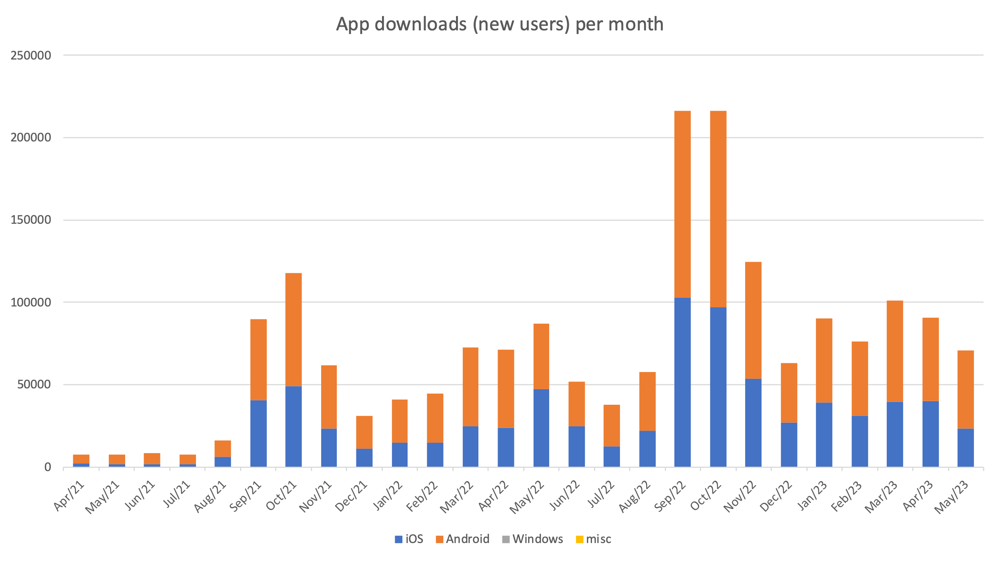 App downloads (new users) per month
250000
200000
150000
100000
50000
0
Apr/21 May/21 Jun/21 Jul/21 Aug/21 Sep/21 Oct/21 Nov/21 Dec/21 Jan/22 Feb/22 Mar/22 Apr/22 May/22 Jun/22 Jul/22 Aug/22 Sep/22 Oct/22 Nov/22 Dec/22 Jan/23 Feb/23 Mar/23 Apr/23 May/23
iOS Android Windows misc